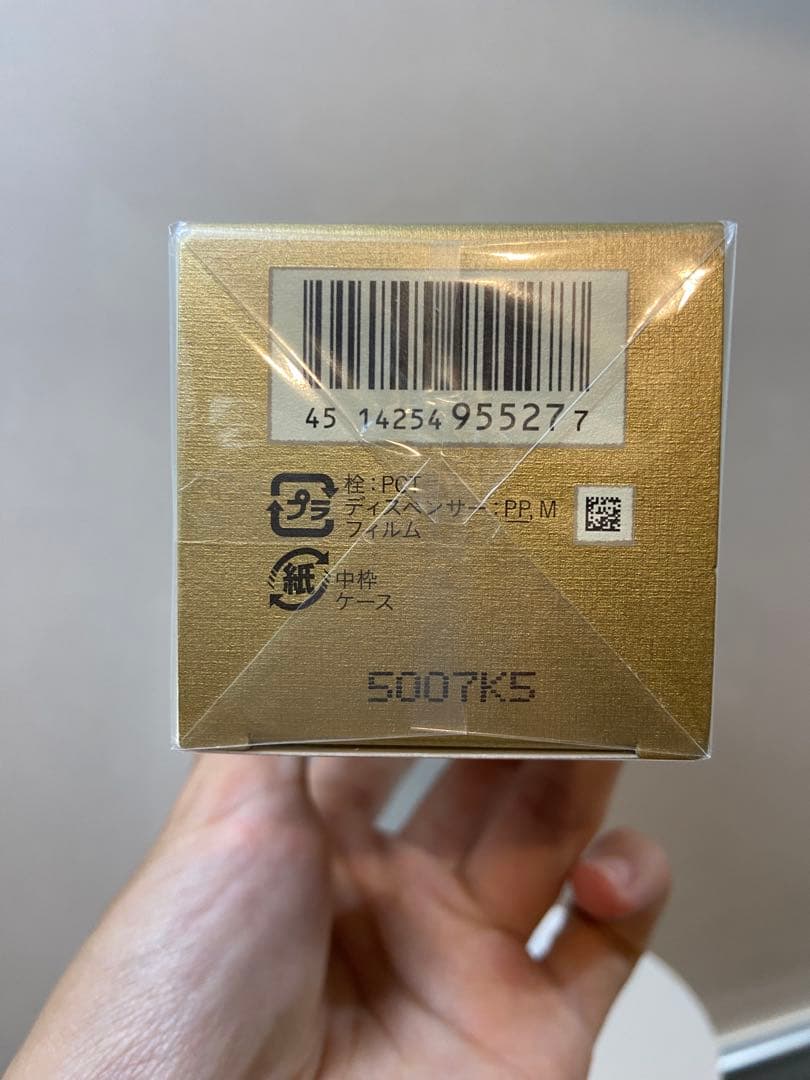 45 14254 95527 7
プラ
栓：PCT
ディスペンサー：PP, M
フィルム
紙
中枠
ケース
5007K5